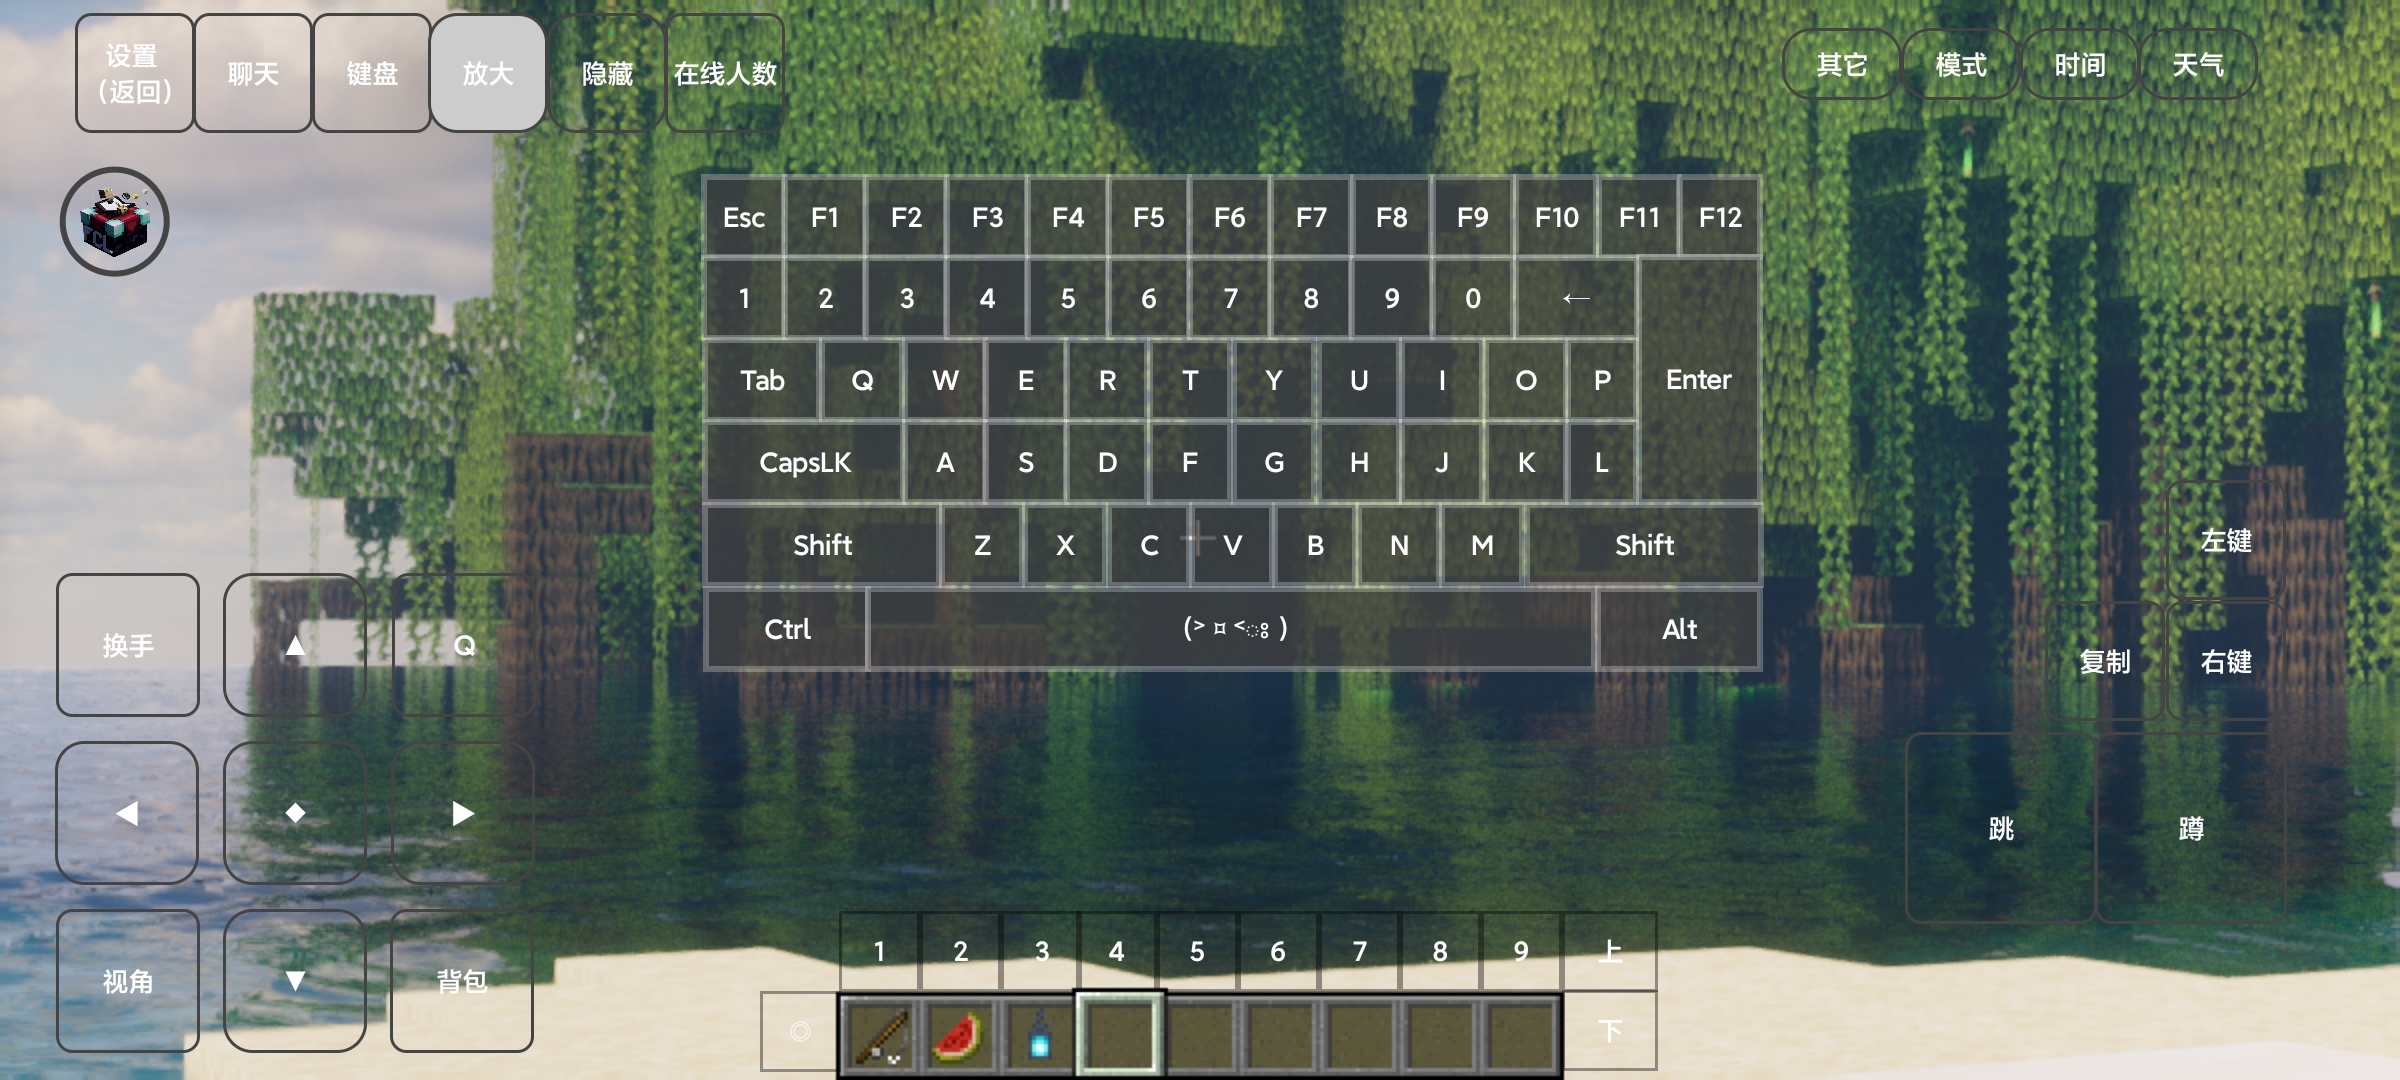 设置
（返回）
聊天
键盘
放大
隐藏
在线人数
其它
模式
时间
天气
FCL
Esc F1 F2 F3 F4 F5 F6 F7 F8 F9 F10 F11 F12
1 2 3 4 5 6 7 8 9 0 ←
Tab Q W E R T Y U I O P Enter
CapsLK A S D F G H J K L
Shift Z X C V B N M Shift
Ctrl Alt
左键
换手 ▲ Q
复制 右键
◀ ◆ ▶
跳 蹲
视角 ▼ 背包
1 2 3 4 5 6 7 8 9 上
◎ 下